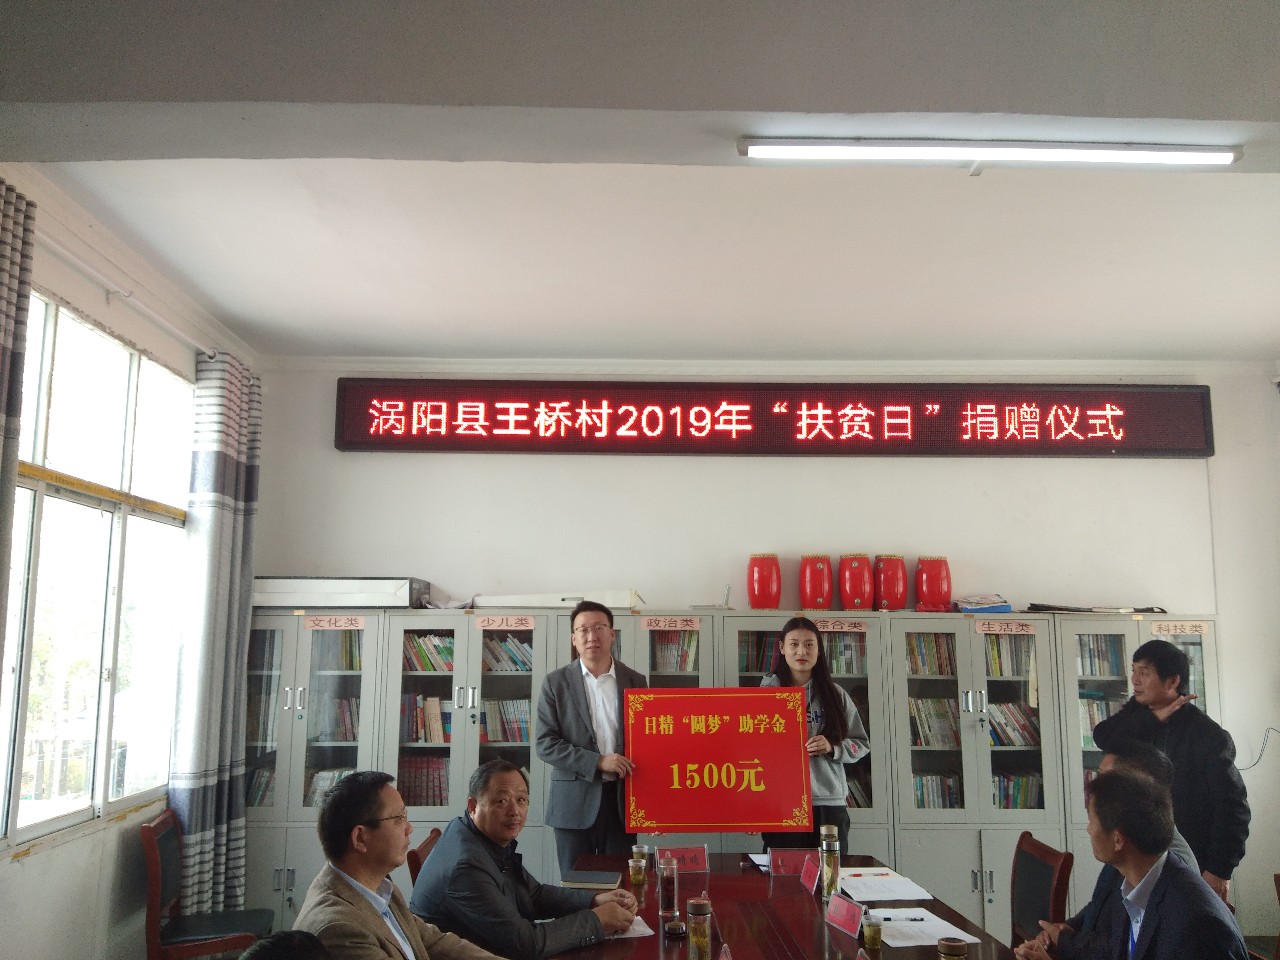 涡阳县王桥村2019年“扶贫日”捐赠仪式
文化类
少儿类
政治类
综合类
生活类
科技类
日精“圆梦”助学金
1500元